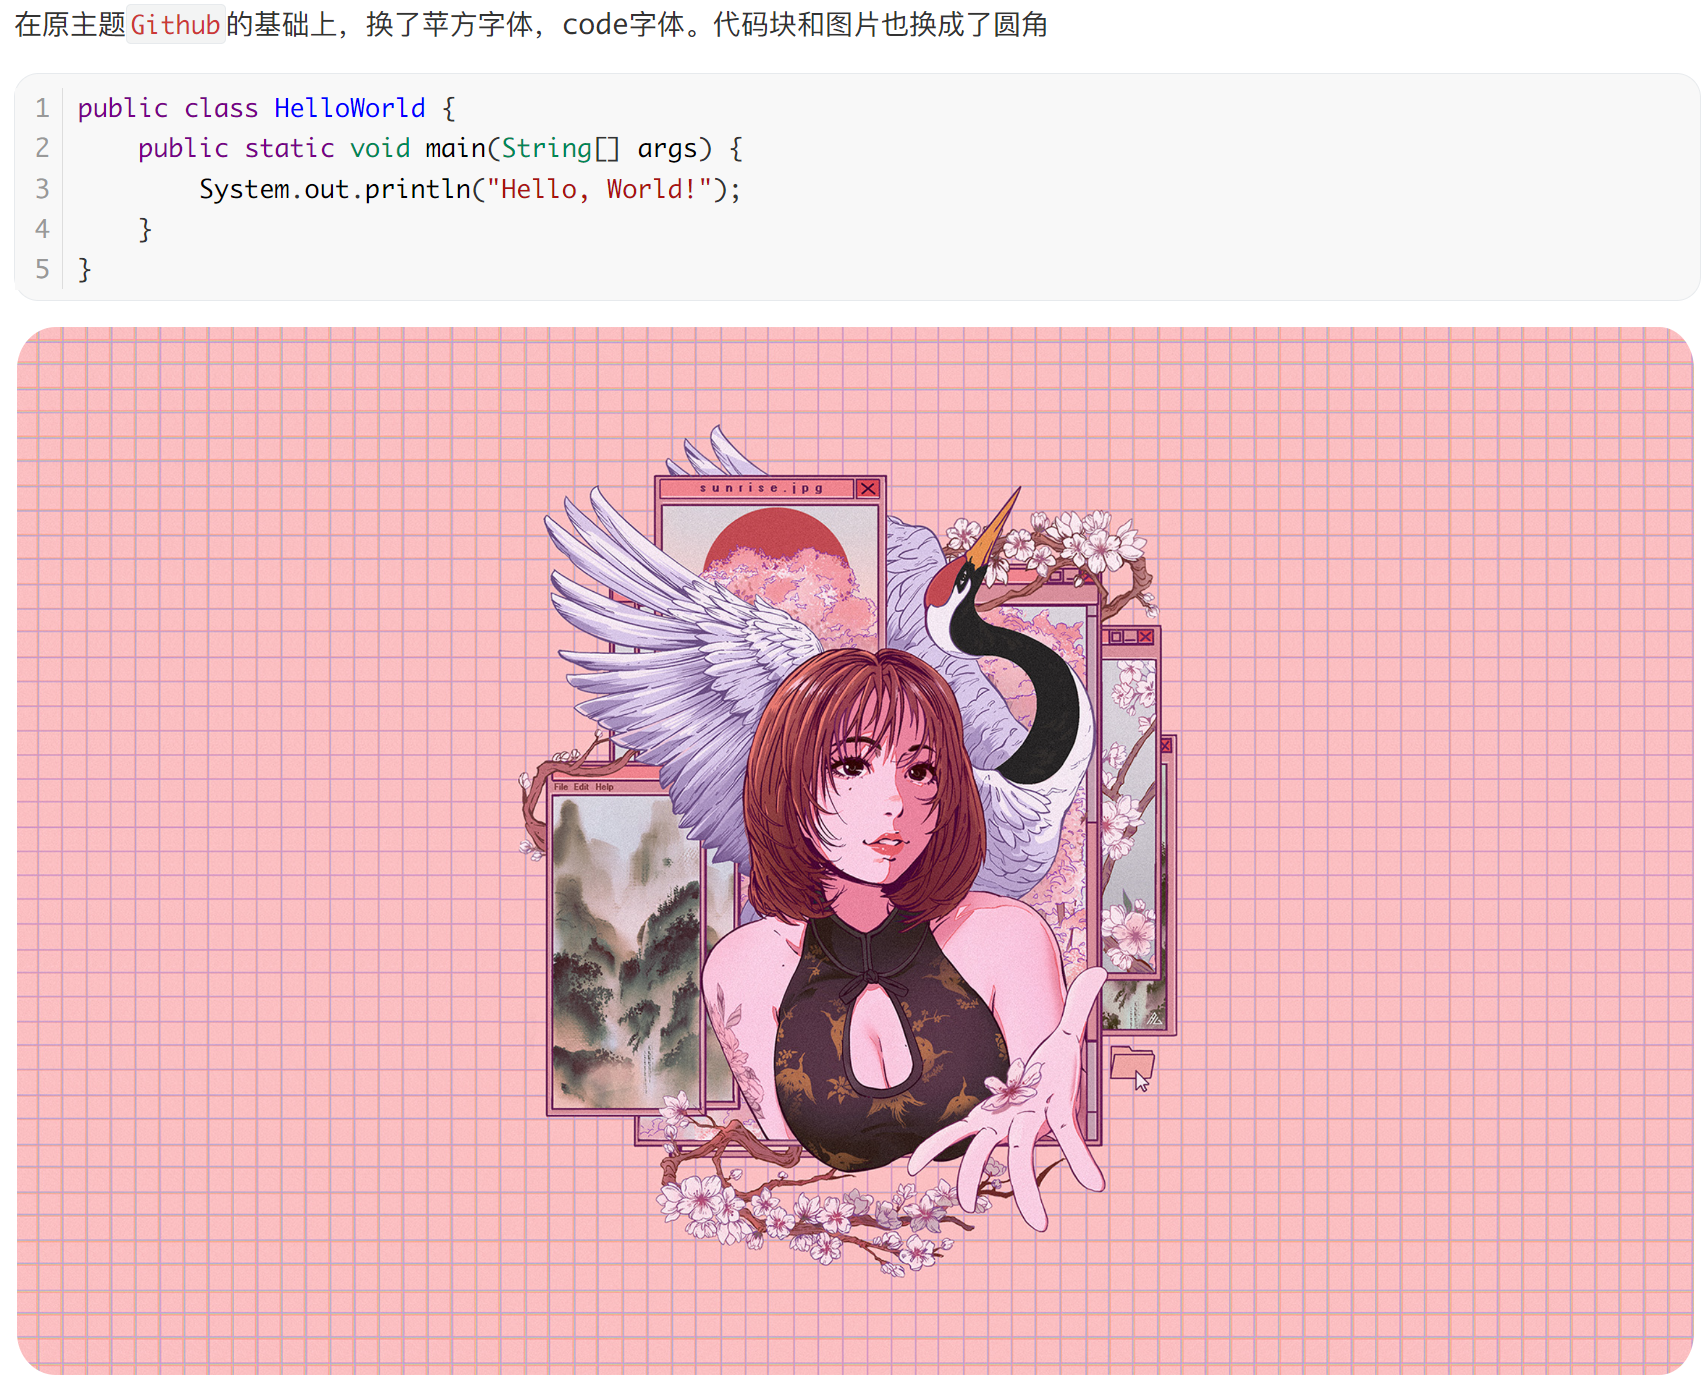 在原主题Github的基础上，换了苹方字体，code字体。代码块和图片也换成了圆角
1 public class HelloWorld {
2     public static void main(String[] args) {
3         System.out.println("Hello, World!");
4     }
5 }
sunrise.jpg
File Edit Help